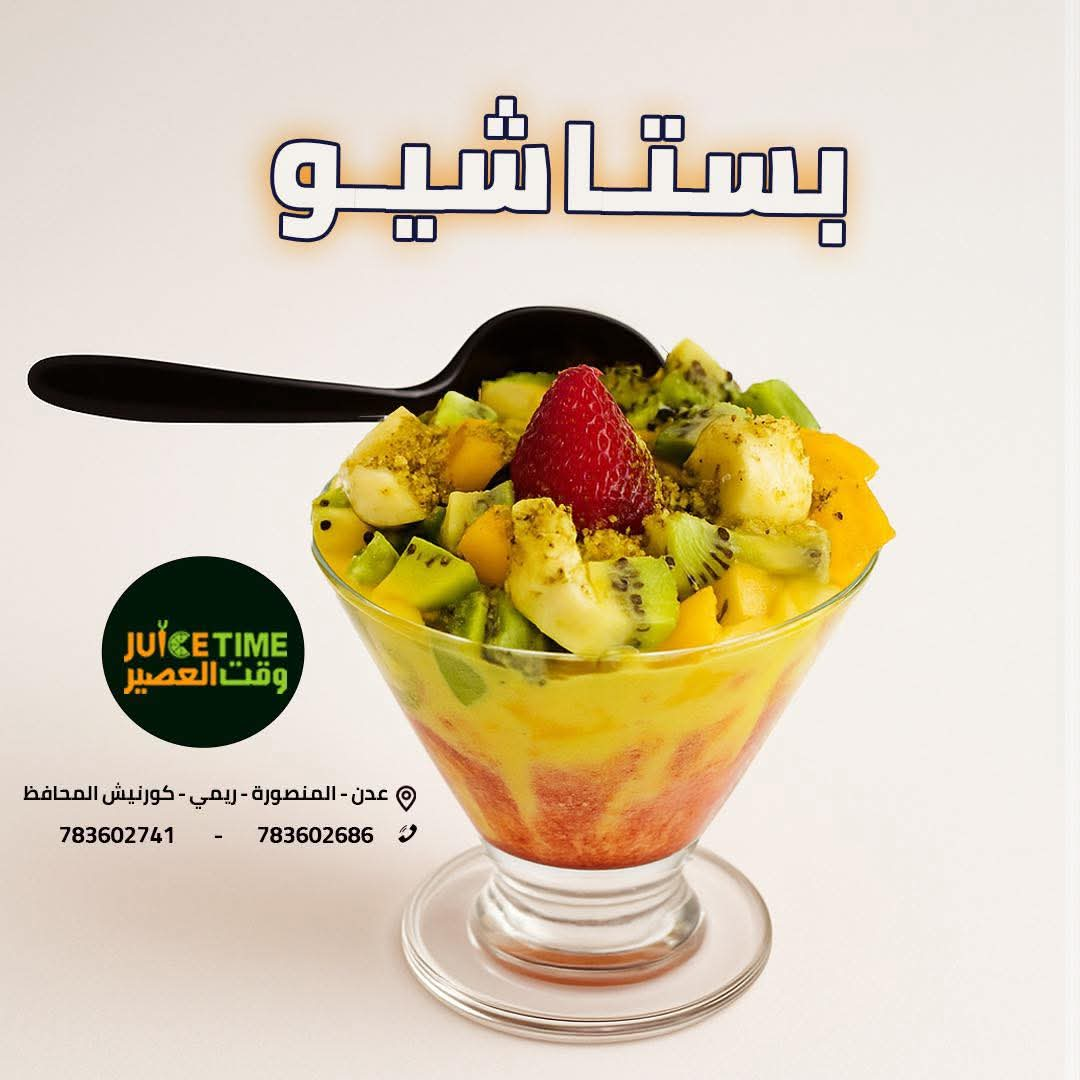 بستاشيو
JUICE TIME
وقت العصير
عدن - المنصورة - ريمي - كورنيش المحافظ
783602686 - 783602741